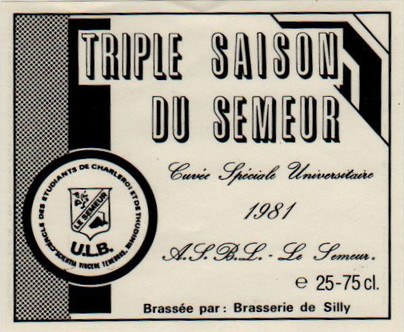 TRIPLE SAISON
DU SEMEUR
Cuvée Spéciale Universitaire
1981
A.S.B.L. - Le Semeur.
CERCLE DES ETUDIANTS DE CHARLEROI ET DE THUDINIE
LE SEMEUR
U.L.B.
SCIENTIA VINCERE TENEBRAS
e 25-75 cl.
Brassée par : Brasserie de Silly